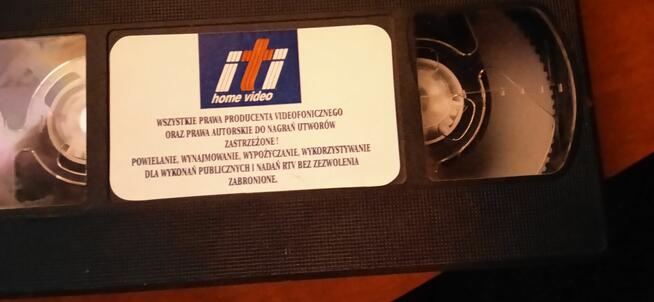 iti
home video
WSZYSTKIE PRAWA PRODUCENTA VIDEOFONICZNEGO
ORAZ PRAWA AUTORSKIE DO NAGRAŃ UTWORÓW
ZASTRZEŻONE !
POWIELANIE, WYNAJMOWANIE, WYPOŻYCZANIE, WYKORZYSTYWANIE
DLA WYKONAŃ PUBLICZNYCH I NADAŃ RTV BEZ ZEZWOLENIA
ZABRONIONE.